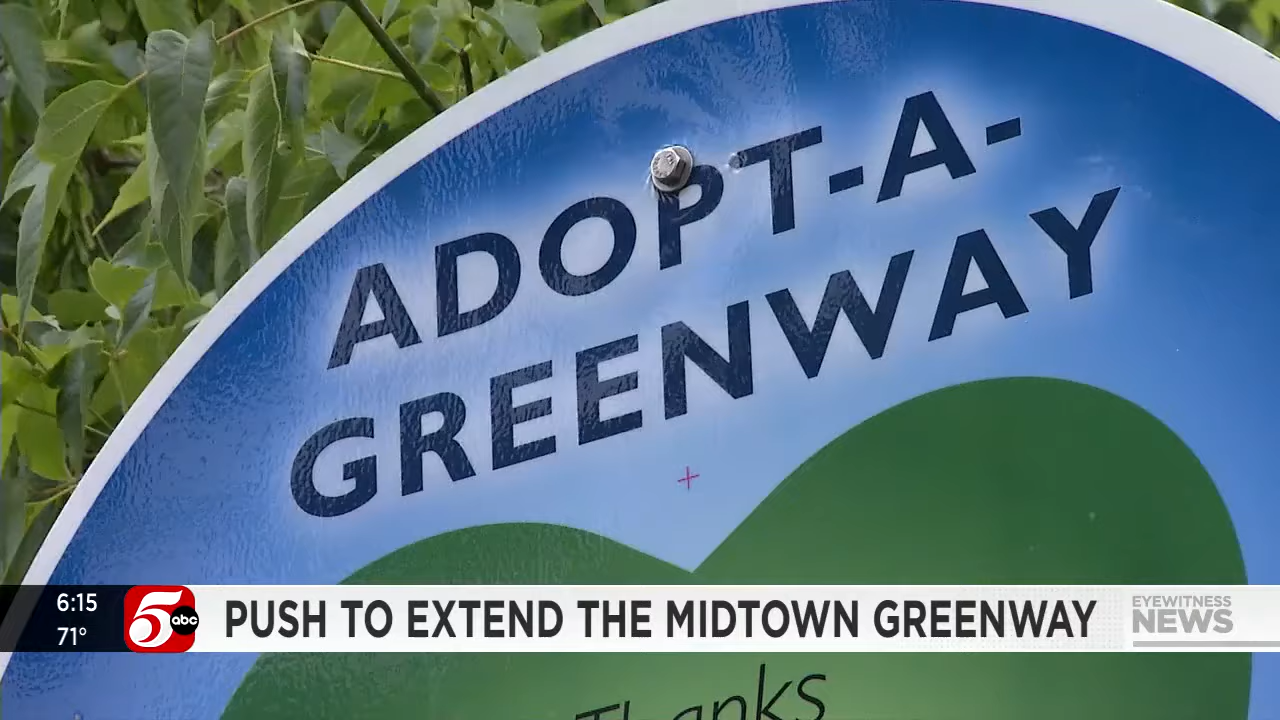 ADOPT-A-
GREENWAY
6:15
71°
5 abc
PUSH TO EXTEND THE MIDTOWN GREENWAY
EYEWITNESS
NEWS
Thanks